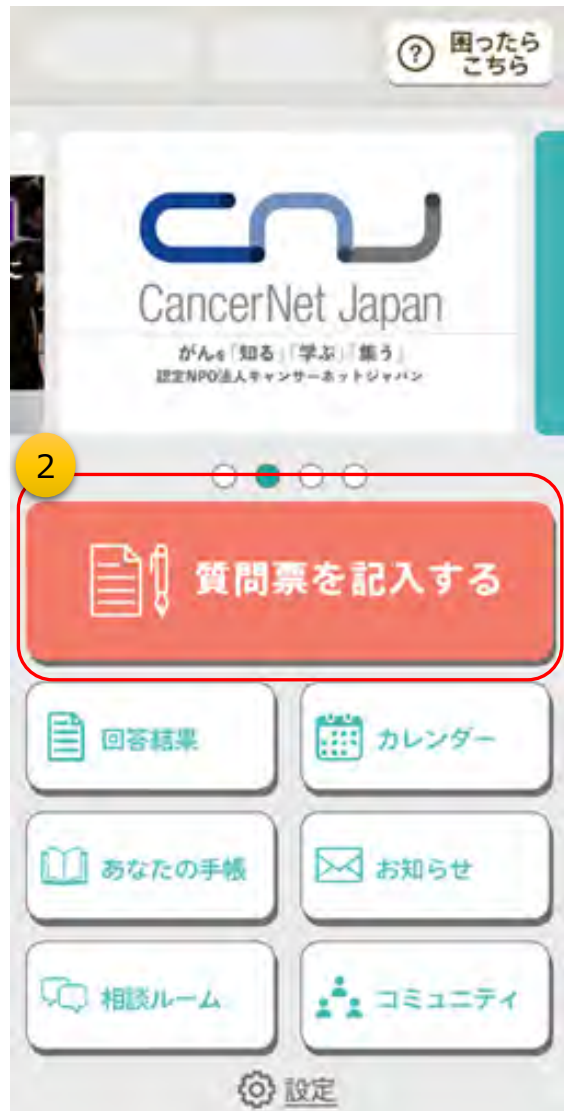 困ったら
こちら
CancerNet Japan
がんを「知る」「学ぶ」「集う」
認定NPO法人キャンサーネットジャパン
2
質問票を記入する
回答結果
カレンダー
あなたの手帳
お知らせ
相談ルーム
コミュニティ
設定